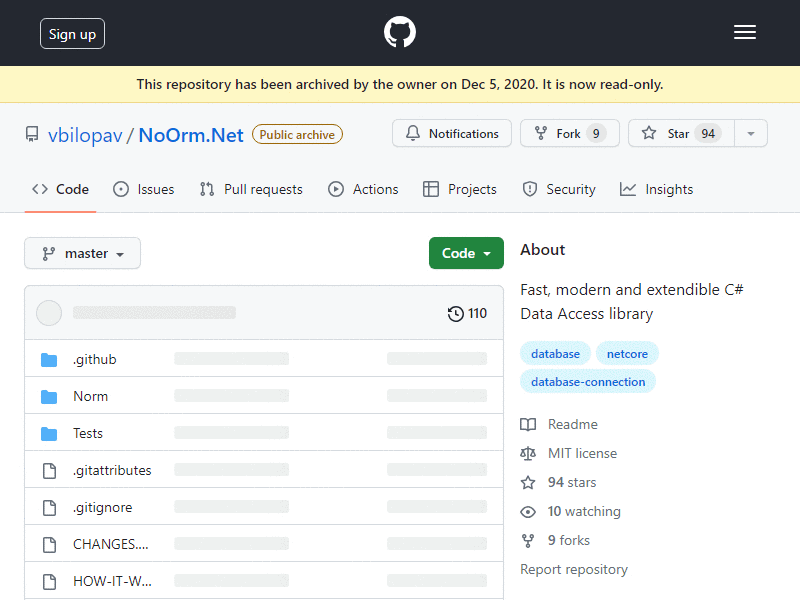 Sign up
This repository has been archived by the owner on Dec 5, 2020. It is now read-only.
vbilopav / NoOrm.Net Public archive
Notifications Fork 9 Star 94
Code Issues Pull requests Actions Projects Security Insights
master Code
110
.github
Norm
Tests
.gitattributes
.gitignore
CHANGES....
HOW-IT-W...
About
Fast, modern and extendible C#
Data Access library
database netcore
database-connection
Readme
MIT license
94 stars
10 watching
9 forks
Report repository